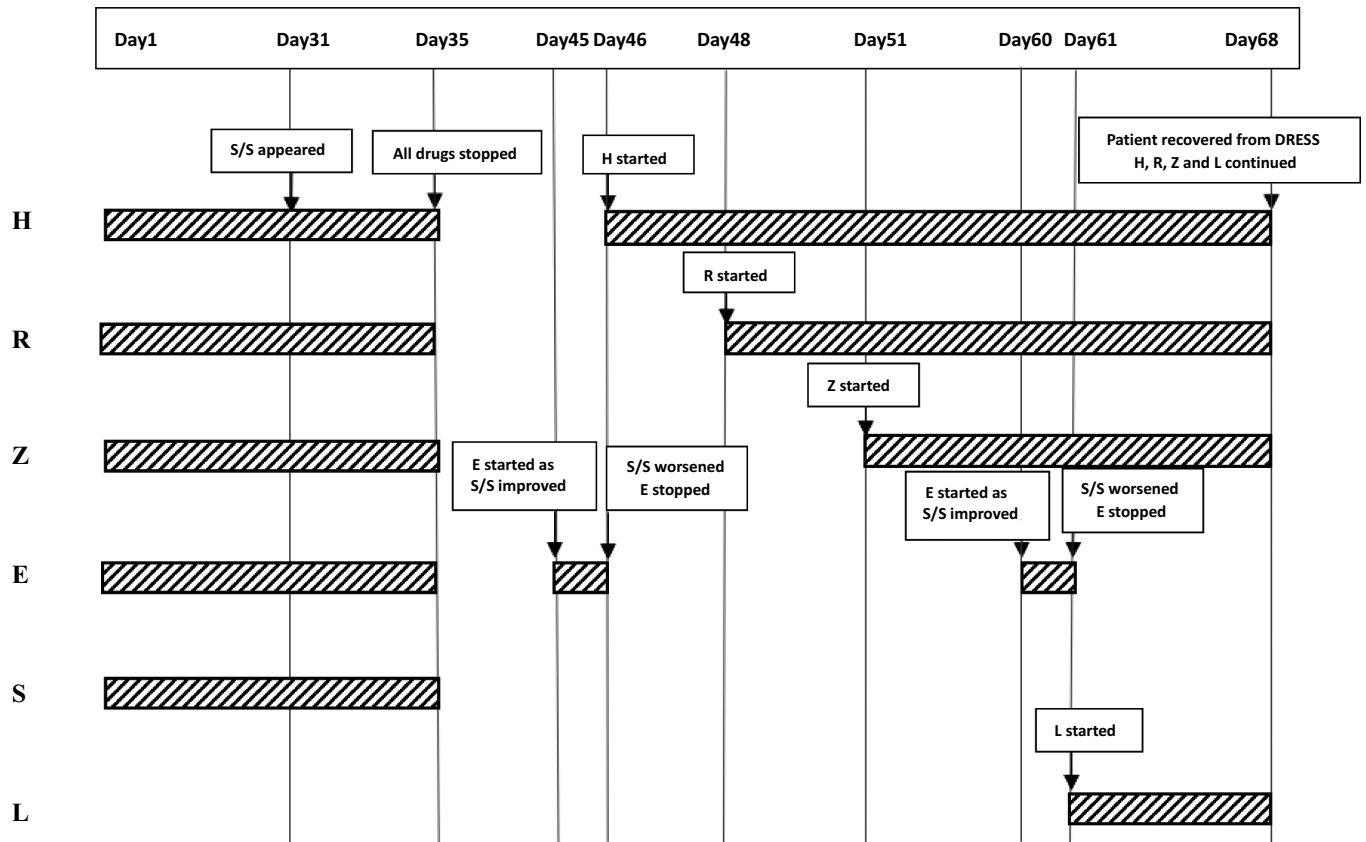 Day1 Day31 Day35 Day45 Day46 Day48 Day51 Day60 Day61 Day68
S/S appeared
All drugs stopped
H started
Patient recovered from DRESS
H, R, Z and L continued
H
R started
R
Z started
Z
E started as
S/S improved
S/S worsened
E stopped
E started as
S/S improved
S/S worsened
E stopped
E
S
L started
L